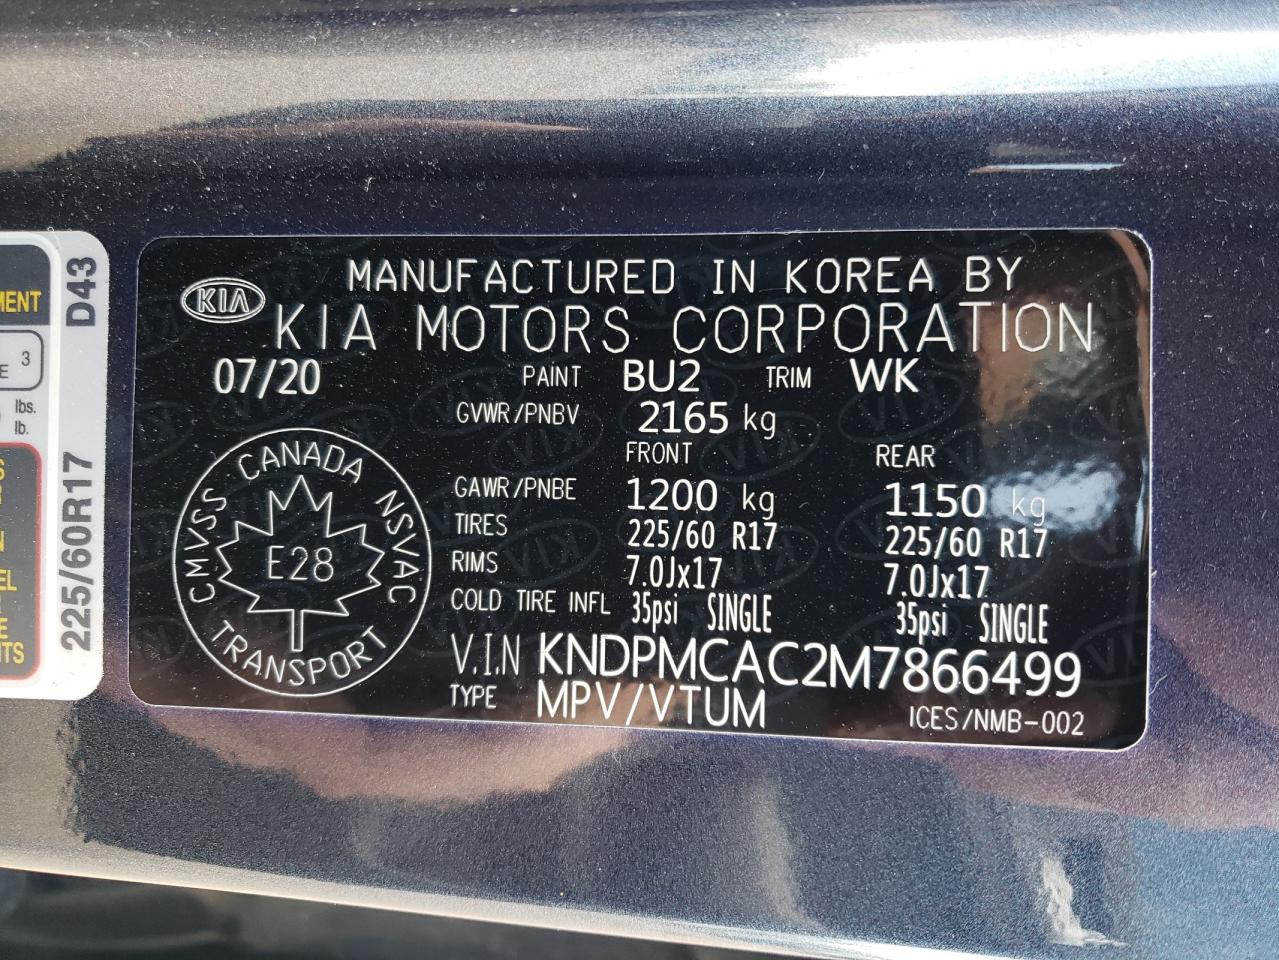 MANUFACTURED IN KOREA BY
KIA KIA MOTORS CORPORATION
07/20 PAINT BU2 TRIM WK
GVWR/PNBV 2165 kg
FRONT REAR
GAWR/PNBE 1200 kg 1150 kg
TIRES 225/60 R17 225/60 R17
RIMS 7.0Jx17 7.0Jx17
COLD TIRE INFL 35psi SINGLE 35psi SINGLE
V.I.N KNDPMCAC2M7866499
TYPE MPV/VTUM ICES/NMB-002
CANADA
CMVSS NSVAC
E28
TRANSPORT
225/60R17 D43
3
lbs.
lb.